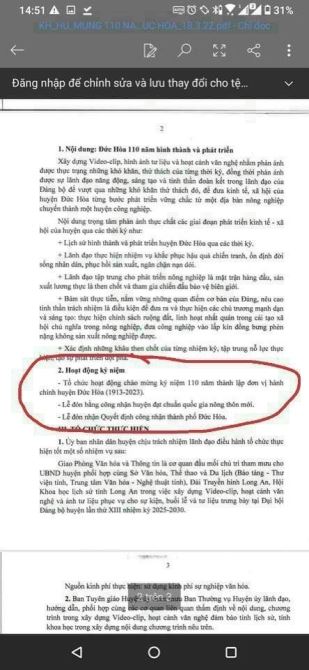 14:51
31%
KH_HU_MUNG 110 NA...UC HOA_18.3.22.pdf - Chỉ đọc
Đăng nhập để chỉnh sửa và lưu thay đổi cho tệ...
2
1. Nội dung: Đức Hòa 110 năm hình thành và phát triển
Xây dựng Video-clip, hình ảnh tư liệu và hoạt cảnh văn nghệ nhằm phản ánh
được thực trạng những khó khăn, thử thách của từng thời kỳ, đồng thời phản ánh
được sự lãnh đạo năng động, sáng tạo và tinh thần đoàn kết trong lãnh đạo của
Đảng bộ để vượt qua những khó khăn thử thách đó, để đưa kinh tế, xã hội của
huyện Đức Hòa từng bước phát triển vững chắc từ một địa bàn nông nghiệp
chuyển thành một huyện công nghiệp.
Nội dung trọng tâm phản ánh thực chất các giai đoạn phát triển kinh tế - xã
hội của huyện qua các thời kỳ như:
+ Lịch sử hình thành và phát triển huyện Đức Hòa qua các thời kỳ.
+ Lãnh đạo thực hiện nhiệm vụ khắc phục hậu quả chiến tranh, ổn định đời
sống nhân dân, phục hồi sản xuất, ngăn chặn nạn đói.
+ Lãnh đạo tập trung cho phát triển nông nghiệp là mặt trận hàng đầu, sản
xuất lương thực là then chốt và tham gia chiến đấu bảo vệ biên giới.
+ Bám sát thực tiễn, nắm vững những quan điểm cơ bản của Đảng, nêu cao
tinh thần trách nhiệm là điều kiện để đưa ra và thực hiện các chủ trương mạnh dạn
và sáng tạo: thực hiện chính sách ruộng đất, linh hoạt nhất quán trong cải tạo xã
hội chủ nghĩa trong nông nghiệp, đưa công nghiệp vào lấp kín đồng bưng phèn
nặng không sản xuất nông nghiệp được.
+ Xác định những khâu then chốt của từng nhiệm kỳ, tập trung nỗ lực thực
hiện, tạo sự phát triển đột phá.
2. Hoạt động kỷ niệm
- Tổ chức hoạt động chào mừng kỷ niệm 110 năm thành lập đơn vị hành
chính huyện Đức Hòa (1913-2023).
- Lễ đón bằng công nhận huyện đạt chuẩn quốc gia nông thôn mới.
- Lễ đón nhận Quyết định công nhận thành phố Đức Hòa.
III. TỔ CHỨC THỰC HIỆN
1. Ủy ban nhân dân huyện chịu trách nhiệm lãnh đạo điều hành tổ chức thực
hiện tốt một số nhiệm vụ sau:
Giao Phòng Văn hóa và Thông tin là cơ quan đầu mối chủ trì tham mưu cho
UBND huyện phối hợp cùng Sở Văn hóa, Thể thao và Du lịch (Bảo tàng - Thư
viện tỉnh, Trung tâm Văn hóa - Nghệ thuật tỉnh), Đài Truyền hình Long An, Hội
Khoa học lịch sử tỉnh Long An trong việc xây dựng Video-clip, hoạt cảnh văn
nghệ và ảnh tư liệu phục vụ cho sự kiện, buổi lễ và tư liệu trưng bày tại Đại hội
Đảng bộ huyện lần thứ XIII nhiệm kỳ 2025-2030.
3
Nguồn kinh phí thực hiện: sử dụng kinh phí sự nghiệp văn hóa.
2. Ban Tuyên giáo Huyện ủy tham mưu Ban Thường vụ Huyện ủy lãnh đạo,
hướng dẫn, phối hợp cùng các cơ quan liên quan thẩm định về nội dung, chương
trình trong xây dựng Video-clip, hoạt cảnh văn nghệ đảm bảo tính lịch sử, tính
khoa học trong xây dựng nội dung chương trình nêu trên.